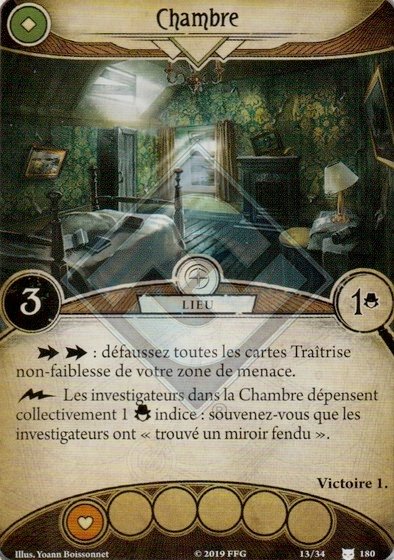 Chambre
3
LIEU
1
: défaussez toutes les cartes Traîtrise
non-faiblesse de votre zone de menace.
Les investigateurs dans la Chambre dépensent
collectivement 1 indice : souvenez-vous que les
investigateurs ont « trouvé un miroir fendu ».
Victoire 1.
Illus. Yoann Boissonnet
© 2019 FFG
13/34
180